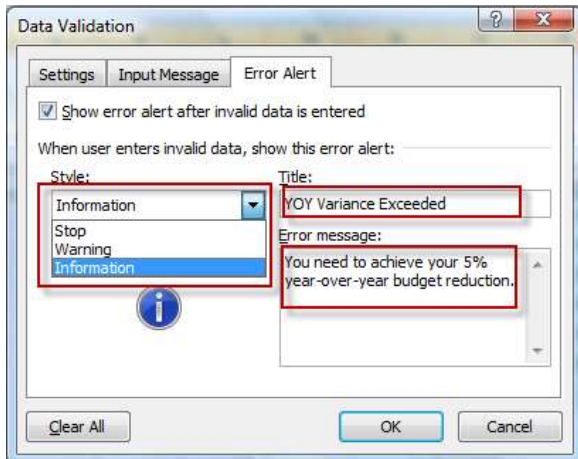 Data Validation
Settings Input Message Error Alert
Show error alert after invalid data is entered
When user enters invalid data, show this error alert:
Style: Title:
Information YOY Variance Exceeded
Stop
Warning
Information
Error message:
You need to achieve your 5%
year-over-year budget reduction.
Clear All OK Cancel